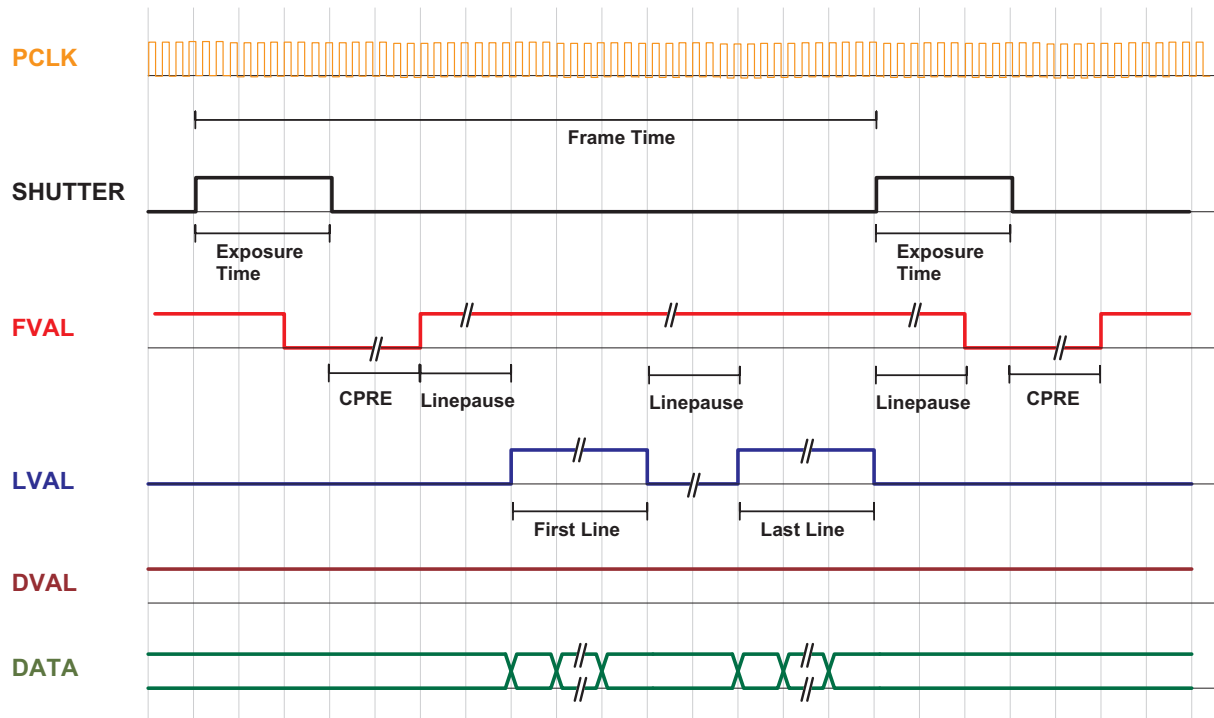 PCLK
Frame Time
SHUTTER
Exposure
Time
Exposure
Time
FVAL
CPRE
Linepause
Linepause
Linepause
CPRE
LVAL
First Line
Last Line
DVAL
DATA